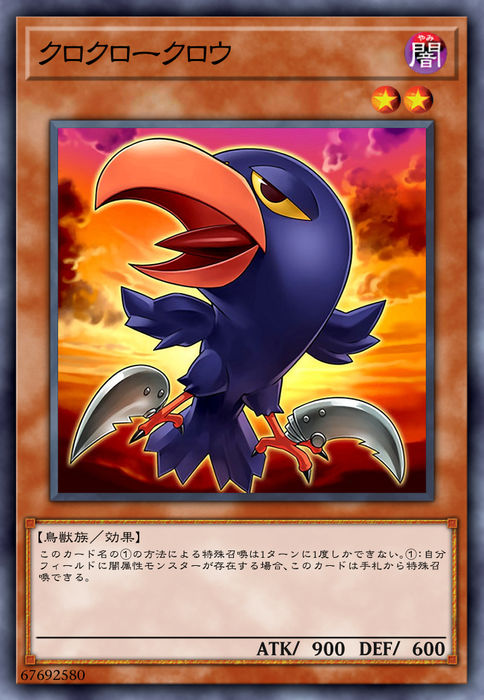 クロクロークロウ
やみ
闇
【鳥獣族／効果】
このカード名の①の方法による特殊召喚は1ターンに1度しかできない。①:自分
フィールドに闇属性モンスターが存在する場合、このカードは手札から特殊召
喚できる。
ATK/ 900 DEF/ 600
67692580